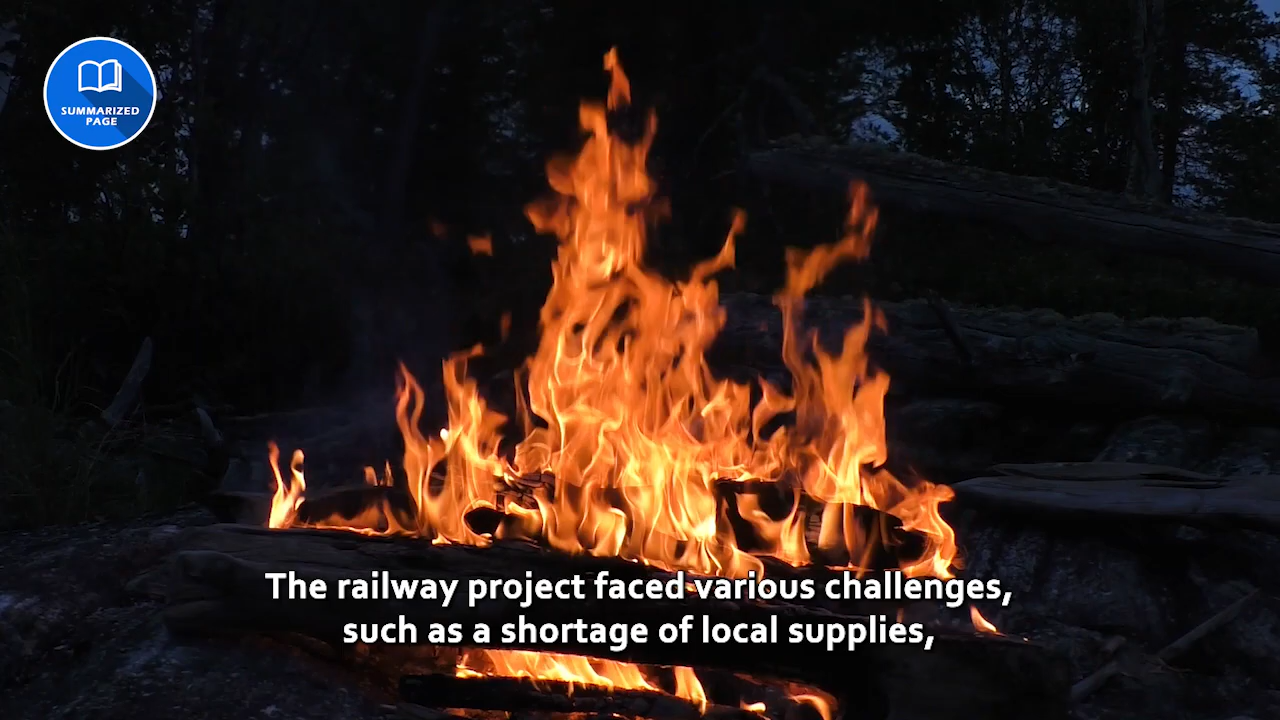 SUMMARIZED
PAGE
The railway project faced various challenges,
such as a shortage of local supplies,